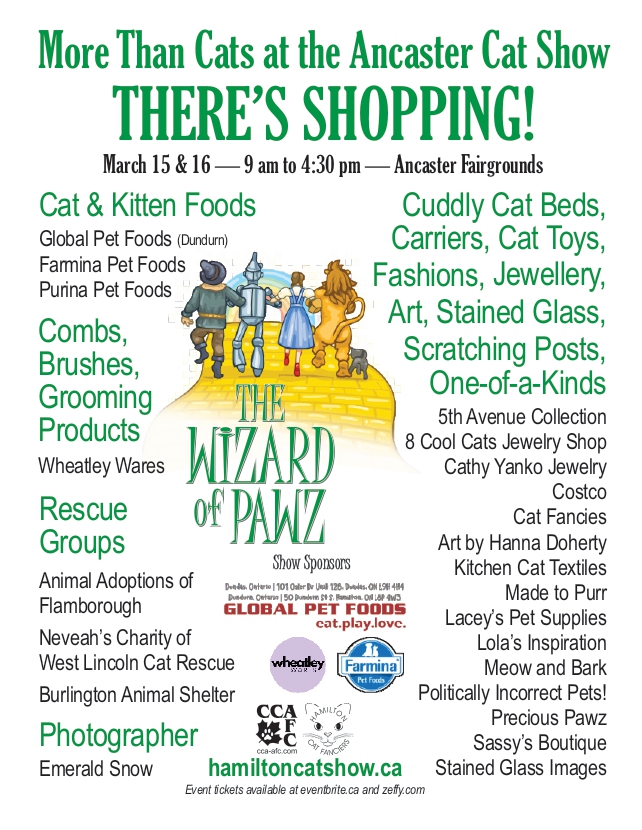 More Than Cats at the Ancaster Cat Show
THERE'S SHOPPING!
March 15 & 16 — 9 am to 4:30 pm — Ancaster Fairgrounds
Cat & Kitten Foods
Global Pet Foods (Dundurn)
Farmina Pet Foods
Purina Pet Foods
Combs,
Brushes,
Grooming
Products
Wheatley Wares
Rescue
Groups
Animal Adoptions of
Flamborough
Neveah's Charity of
West Lincoln Cat Rescue
Burlington Animal Shelter
Photographer
Emerald Snow
THE
WIZARD
of PAWZ
Show Sponsors
Dundas, Ontario | 101 Osler Dr Unit 126, Dundas, ON L9H 4H4
Dundurn, Ontario | 50 Dundurn St S, Hamilton, ON L8P 4W3
GLOBAL PET FOODS
eat.play.love.
wheatley
WARES
Farmina
Pet Foods
CCA
AFC
cca-afc.com
HAMILTON
CAT FANCIERS
hamiltoncatshow.ca
Cuddly Cat Beds,
Carriers, Cat Toys,
Fashions, Jewellery,
Art, Stained Glass,
Scratching Posts,
One-of-a-Kinds
5th Avenue Collection
8 Cool Cats Jewelry Shop
Cathy Yanko Jewelry
Costco
Cat Fancies
Art by Hanna Doherty
Kitchen Cat Textiles
Made to Purr
Lacey's Pet Supplies
Lola's Inspiration
Meow and Bark
Politically Incorrect Pets!
Precious Pawz
Sassy's Boutique
Stained Glass Images
Event tickets available at eventbrite.ca and zeffy.com